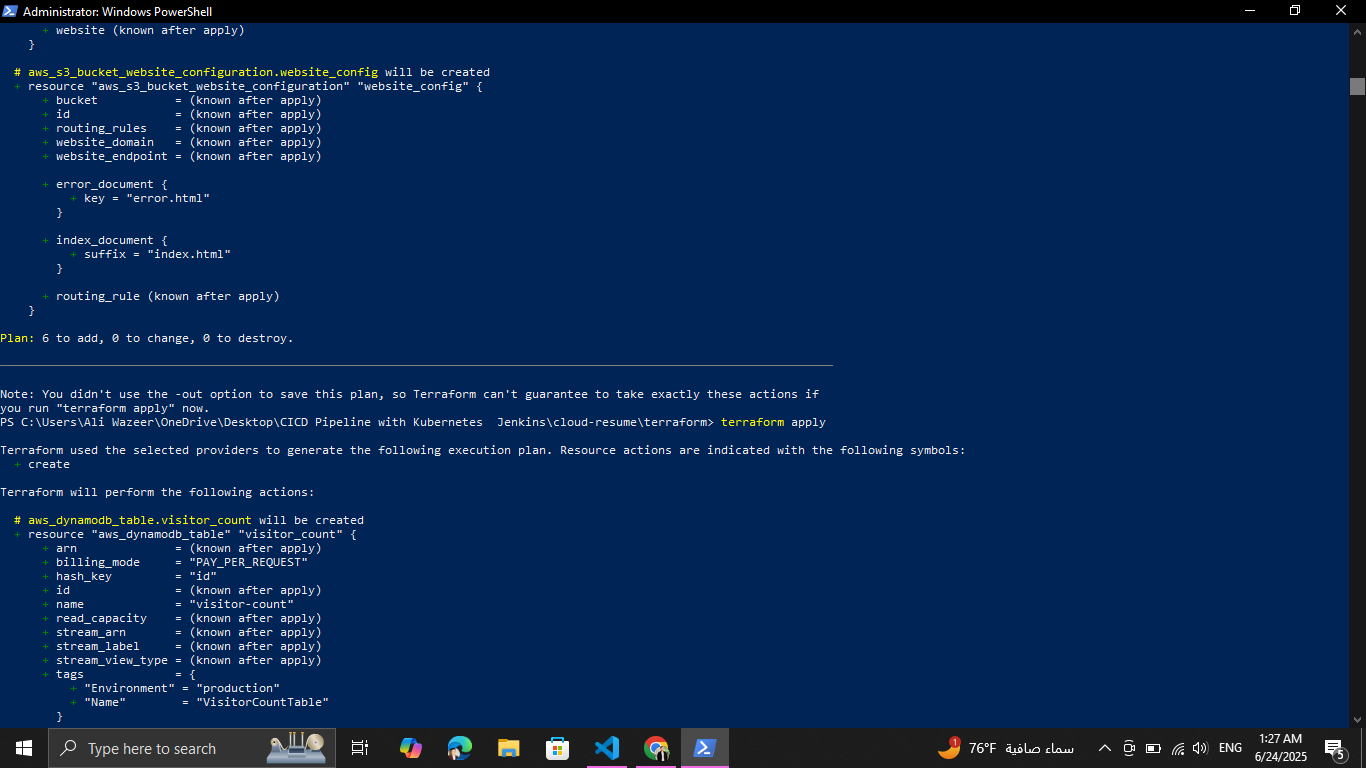 Administrator: Windows PowerShell
+ website (known after apply)
}
# aws_s3_bucket_website_configuration.website_config will be created
+ resource "aws_s3_bucket_website_configuration" "website_config" {
+ bucket           = (known after apply)
+ id               = (known after apply)
+ routing_rules    = (known after apply)
+ website_domain   = (known after apply)
+ website_endpoint = (known after apply)
+ error_document {
+ key = "error.html"
}
+ index_document {
+ suffix = "index.html"
}
+ routing_rule (known after apply)
}
Plan: 6 to add, 0 to change, 0 to destroy.
Note: You didn't use the -out option to save this plan, so Terraform can't guarantee to take exactly these actions if
you run "terraform apply" now.
PS C:\Users\Ali Wazeer\OneDrive\Desktop\CICD Pipeline with Kubernetes  Jenkins\cloud-resume\terraform> terraform apply
Terraform used the selected providers to generate the following execution plan. Resource actions are indicated with the following symbols:
+ create
Terraform will perform the following actions:
# aws_dynamodb_table.visitor_count will be created
+ resource "aws_dynamodb_table" "visitor_count" {
+ arn              = (known after apply)
+ billing_mode     = "PAY_PER_REQUEST"
+ hash_key         = "id"
+ id               = (known after apply)
+ name             = "visitor-count"
+ read_capacity    = (known after apply)
+ stream_arn       = (known after apply)
+ stream_label     = (known after apply)
+ stream_view_type = (known after apply)
+ tags             = {
+ "Environment" = "production"
+ "Name"        = "VisitorCountTable"
}
Type here to search
1
76°F سماء صافية
ENG
1:27 AM
6/24/2025
5